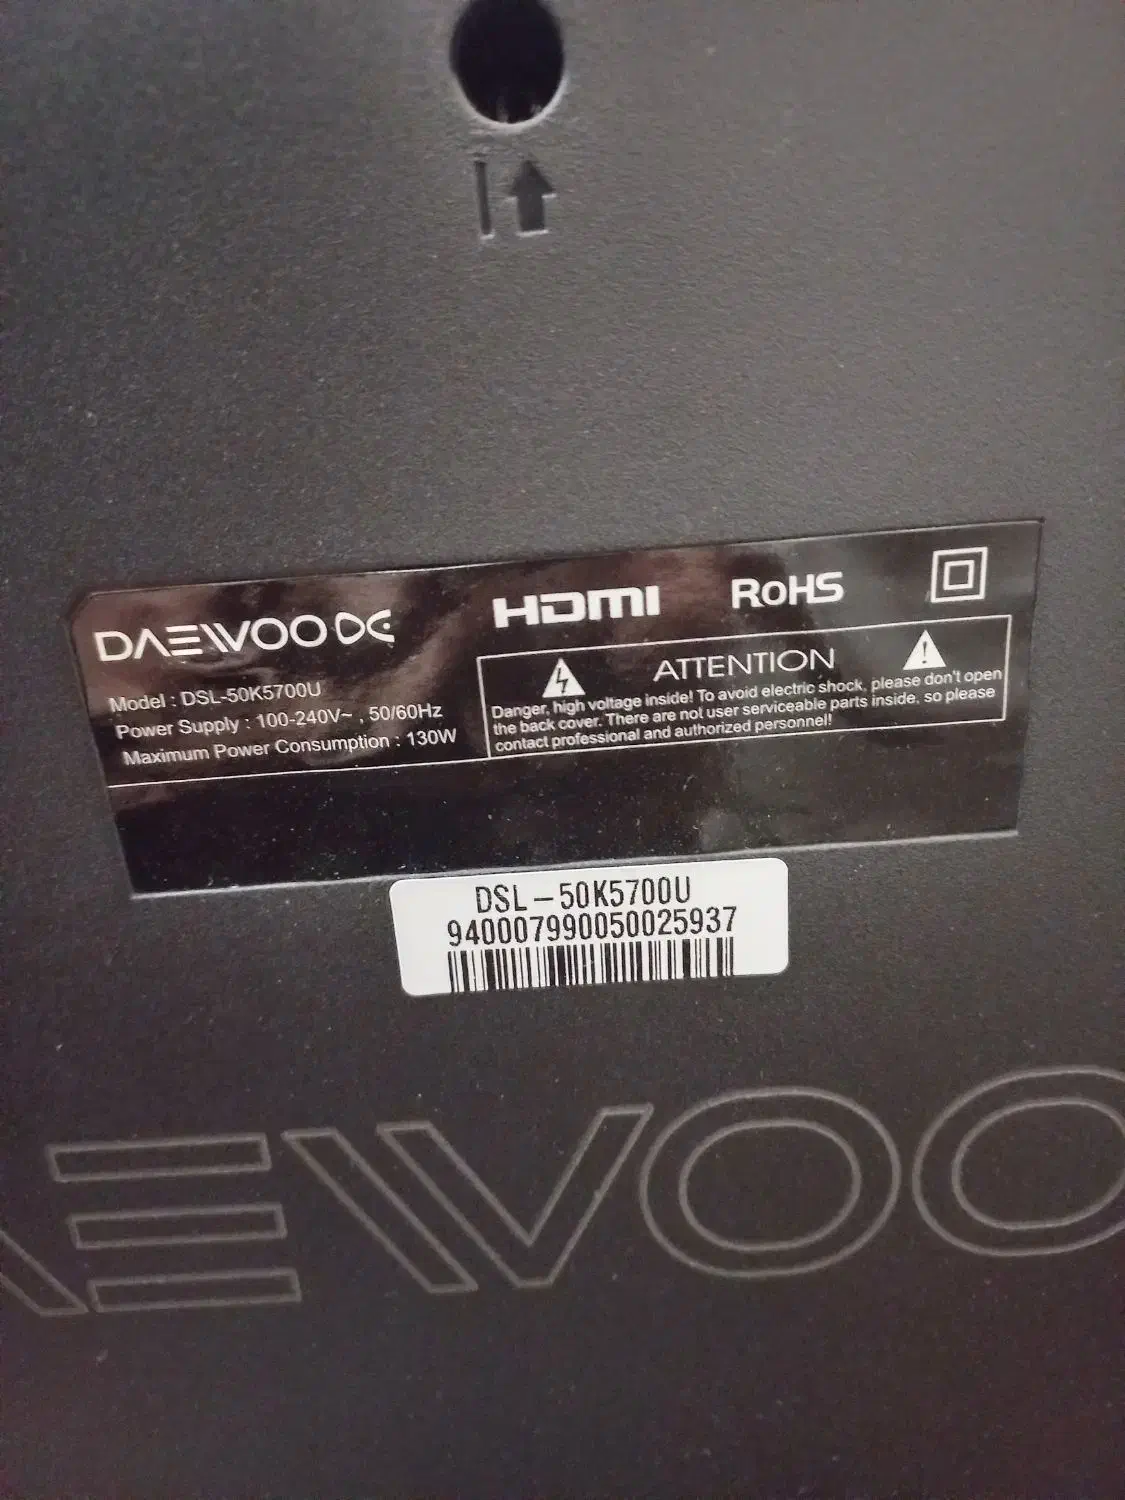 DAEWOO DE
HDMI
RoHS
Model : DSL-50K5700U
Power Supply : 100-240V~ , 50/60Hz
Maximum Power Consumption : 130W
ATTENTION
Danger, high voltage inside! To avoid electric shock, please don't open
the back cover. There are not user serviceable parts inside, so please
contact professional and authorized personnel!
DSL-50K5700U
940007990050025937
AEWOO